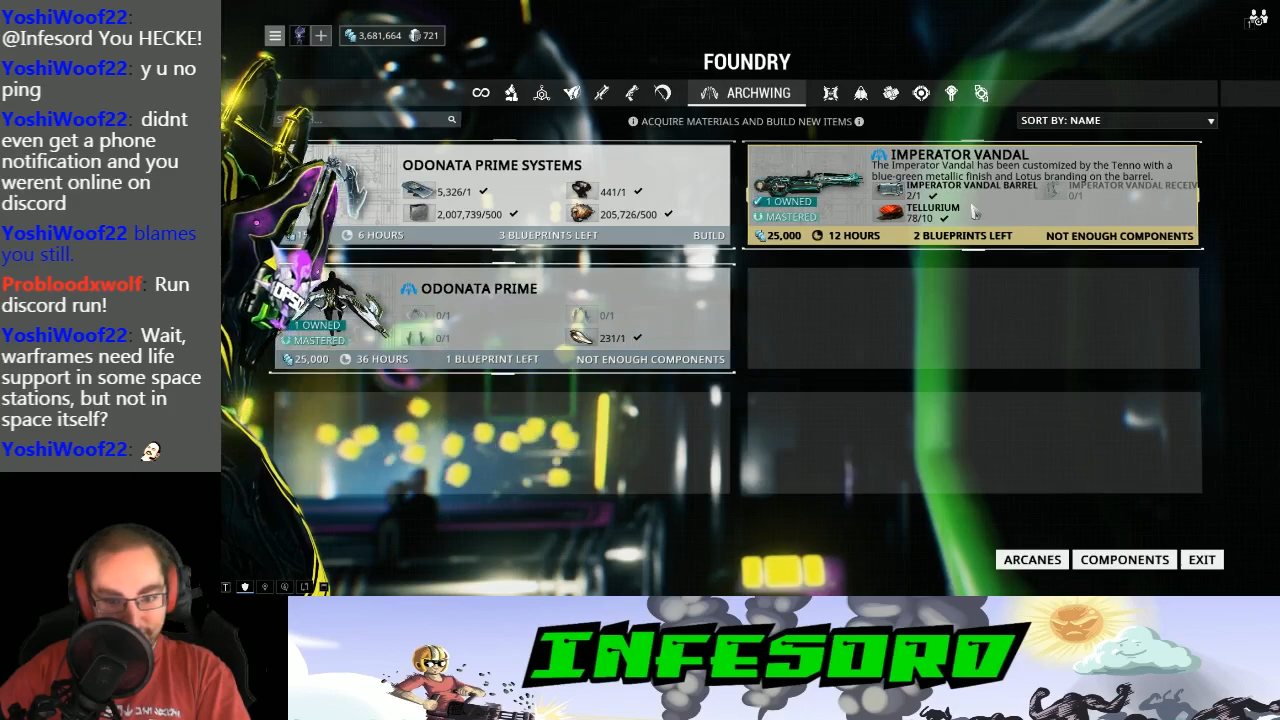 YoshiWoof22:
@Infesord You HECKE!
YoshiWoof22: y u no
ping
YoshiWoof22: didnt
even get a phone
notification and you
werent online on
discord
YoshiWoof22 blames
you still.
Probloodxwolf: Run
discord run!
YoshiWoof22: Wait,
warframes need life
support in some space
stations, but not in
space itself?
YoshiWoof22:
3,681,664 721
FOUNDRY
ARCHWING
ACQUIRE MATERIALS AND BUILD NEW ITEMS
SORT BY: NAME
ODONATA PRIME SYSTEMS
5,326/1 441/1
2,007,739/500 205,726/500
6 HOURS 3 BLUEPRINTS LEFT BUILD
IMPERATOR VANDAL
The Imperator Vandal has been customized by the Tenno with a
blue-green metallic finish and Lotus branding on the barrel.
IMPERATOR VANDAL BARREL
2/1
IMPERATOR VANDAL RECEIV
0/1
TELLURIUM
78/10
1 OWNED
MASTERED
25,000 12 HOURS 2 BLUEPRINTS LEFT NOT ENOUGH COMPONENTS
ODONATA PRIME
0/1 0/1
0/1 231/1
1 OWNED
MASTERED
25,000 36 HOURS 1 BLUEPRINT LEFT NOT ENOUGH COMPONENTS
ARCANES COMPONENTS EXIT
INFESORD